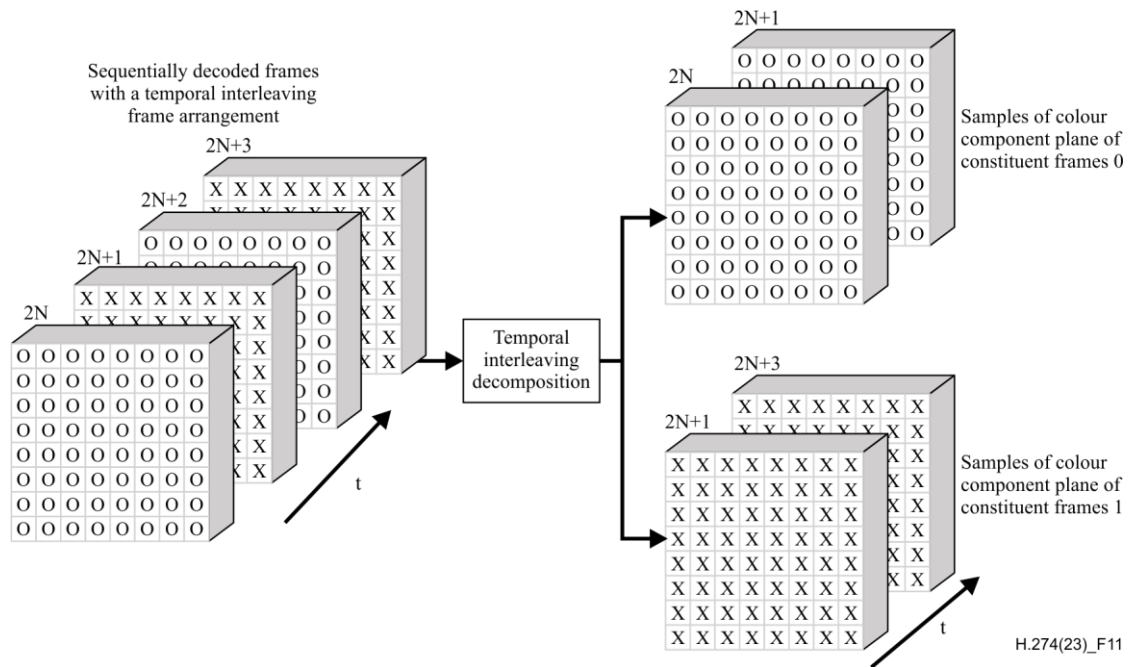 Sequentially decoded frames
with a temporal interleaving
frame arrangement
2N+3
X X X X X X X X
X X X X X X X X
X X
X X
X X
X X
X X
X X
2N+2
O O O O O O O O
O O O O O O O O
O O
O O
O O
O O
O O
O O
2N+1
X X X X X X X X
X X X X X X X X
X X
X X
X X
X X
X X
X X
2N
O O O O O O O O
O O O O O O O O
O O O O O O O O
O O O O O O O O
O O O O O O O O
O O O O O O O O
O O O O O O O O
O O O O O O O O
t
Temporal
interleaving
decomposition
2N+1
O O O O O O O O
O O O O O O O O
O O
O O
O O
O O
O O
O O
2N
O O O O O O O O
O O O O O O O O
O O O O O O O O
O O O O O O O O
O O O O O O O O
O O O O O O O O
O O O O O O O O
O O O O O O O O
Samples of colour
component plane of
constituent frames 0
2N+3
X X X X X X X X
X X X X X X X X
X X
X X
X X
X X
X X
X X
2N+1
X X X X X X X X
X X X X X X X X
X X X X X X X X
X X X X X X X X
X X X X X X X X
X X X X X X X X
X X X X X X X X
X X X X X X X X
Samples of colour
component plane of
constituent frames 1
t
H.274(23)_F11